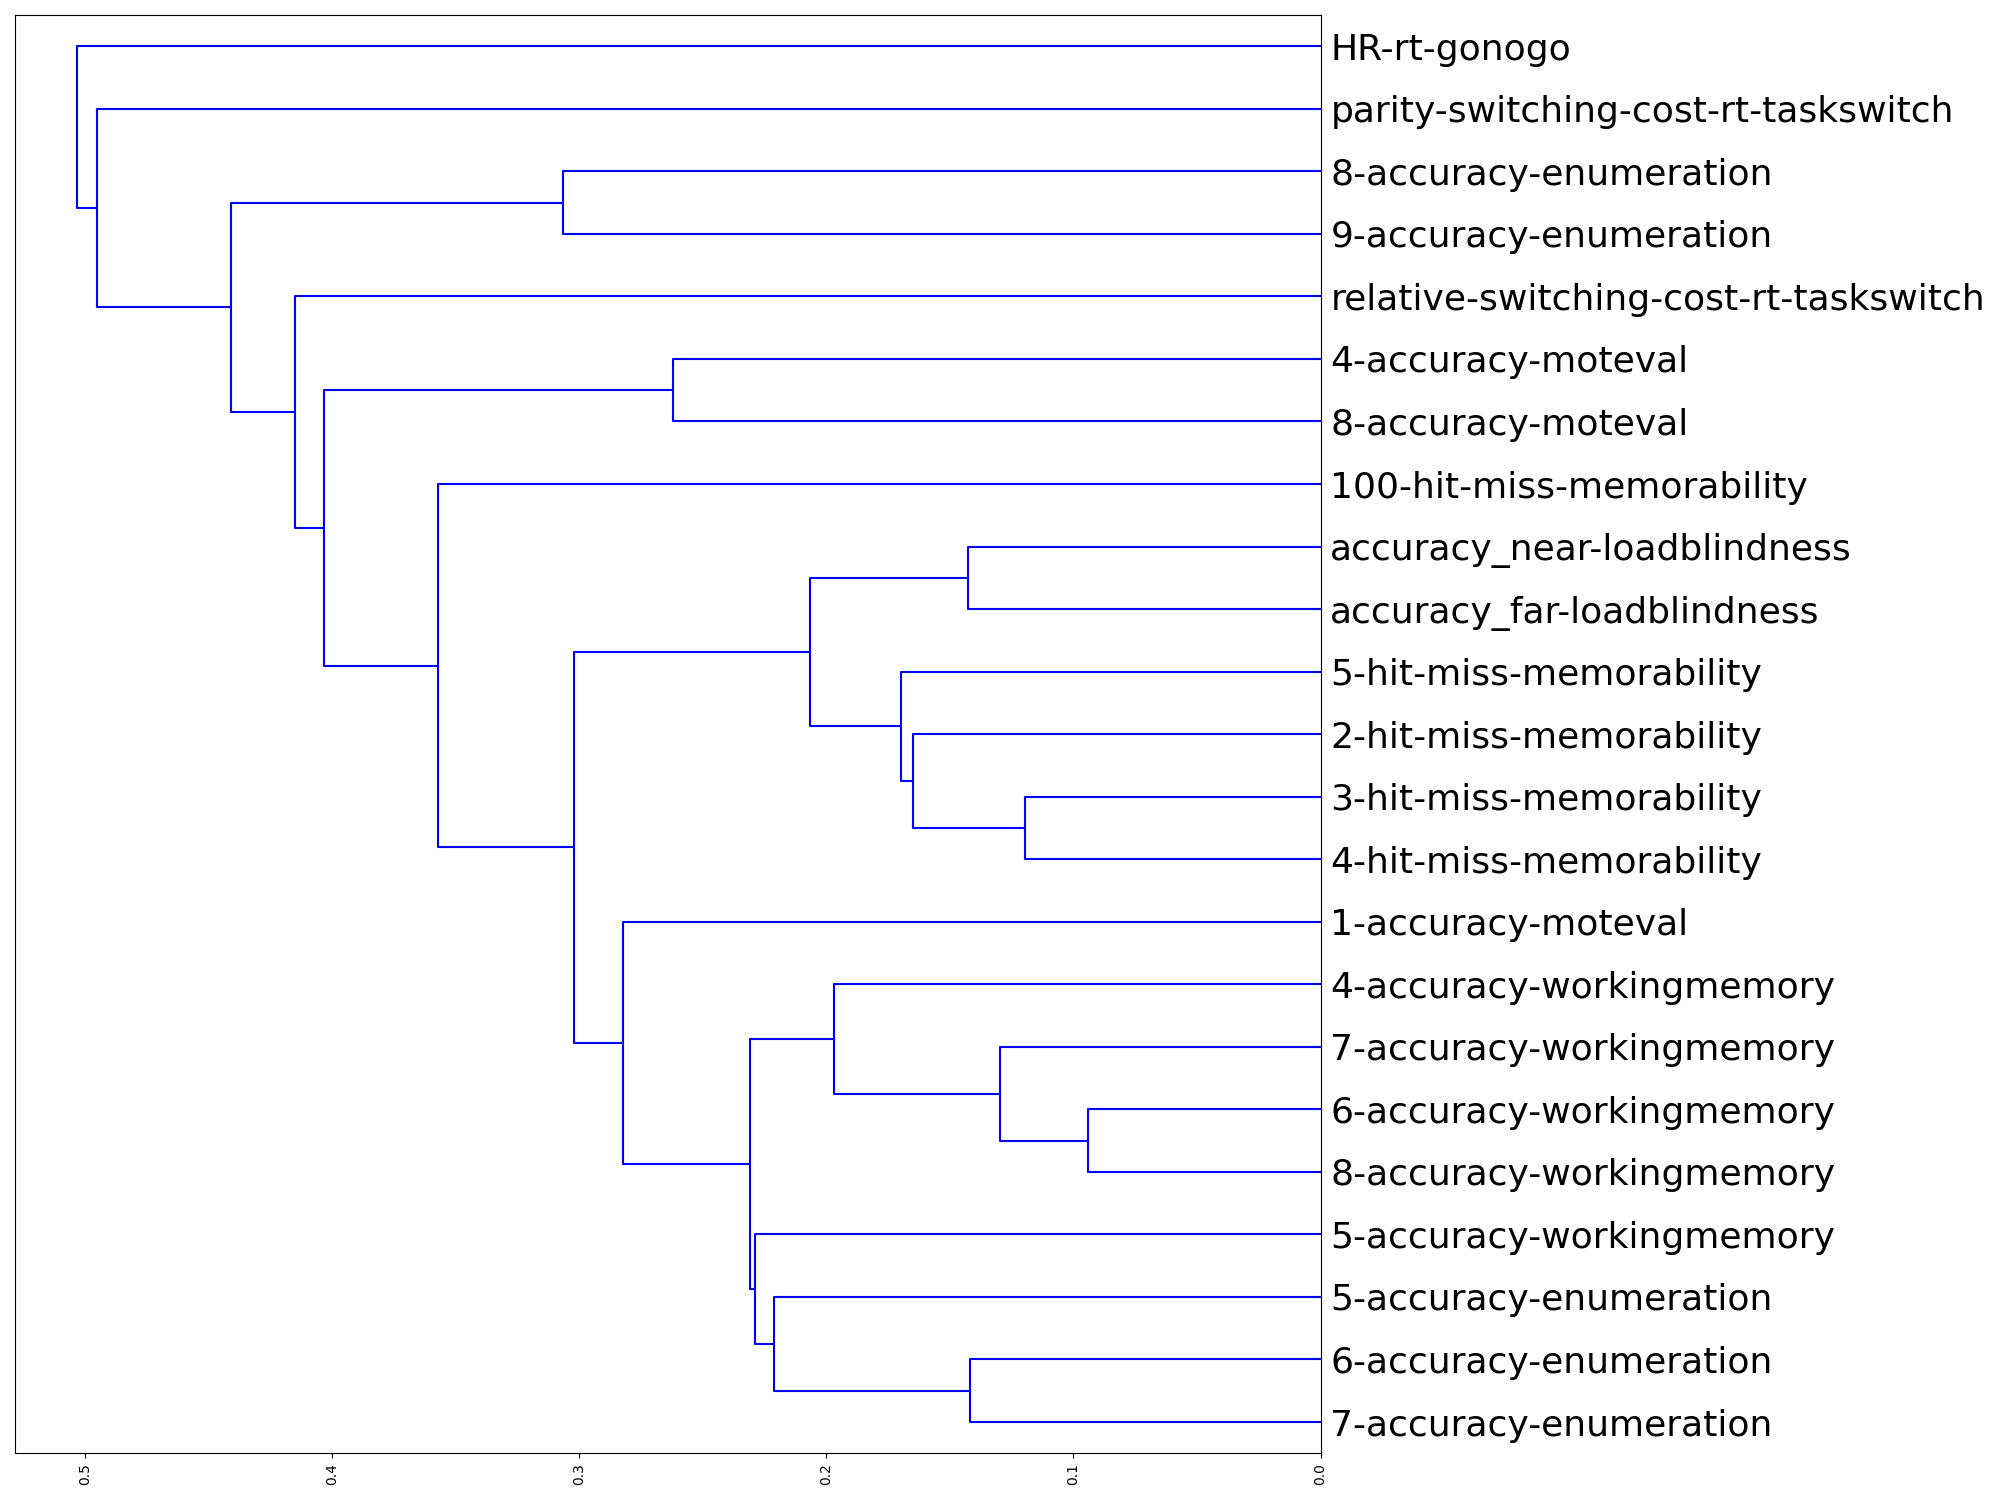 HR-rt-gonogo
parity-switching-cost-rt-taskswitch
8-accuracy-enumeration
9-accuracy-enumeration
relative-switching-cost-rt-taskswitch
4-accuracy-moteval
8-accuracy-moteval
100-hit-miss-memorability
accuracy_near-loadblindness
accuracy_far-loadblindness
5-hit-miss-memorability
2-hit-miss-memorability
3-hit-miss-memorability
4-hit-miss-memorability
1-accuracy-moteval
4-accuracy-workingmemory
7-accuracy-workingmemory
6-accuracy-workingmemory
8-accuracy-workingmemory
5-accuracy-workingmemory
5-accuracy-enumeration
6-accuracy-enumeration
7-accuracy-enumeration
0.5 0.4 0.3 0.2 0.1 0.0